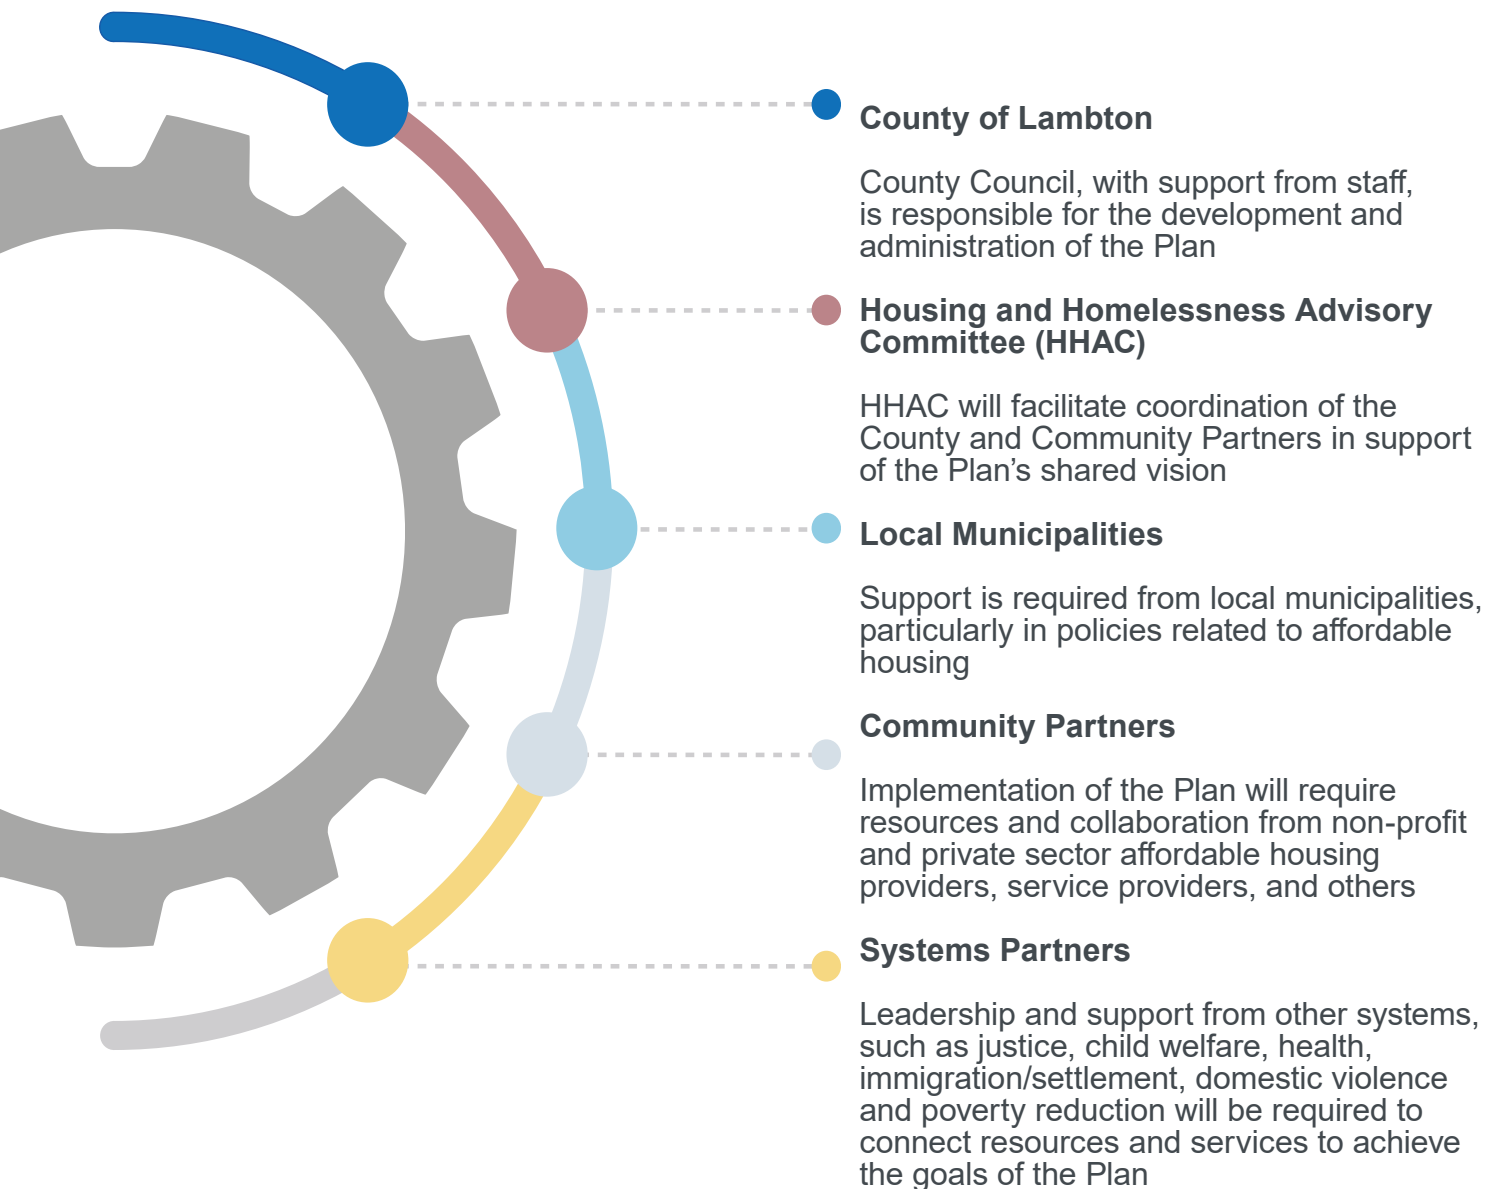 County of Lambton
County Council, with support from staff,
is responsible for the development and
administration of the Plan
Housing and Homelessness Advisory
Committee (HHAC)
HHAC will facilitate coordination of the
County and Community Partners in support
of the Plan’s shared vision
Local Municipalities
Support is required from local municipalities,
particularly in policies related to affordable
housing
Community Partners
Implementation of the Plan will require
resources and collaboration from non-profit
and private sector affordable housing
providers, service providers, and others
Systems Partners
Leadership and support from other systems,
such as justice, child welfare, health,
immigration/settlement, domestic violence
and poverty reduction will be required to
connect resources and services to achieve
the goals of the Plan